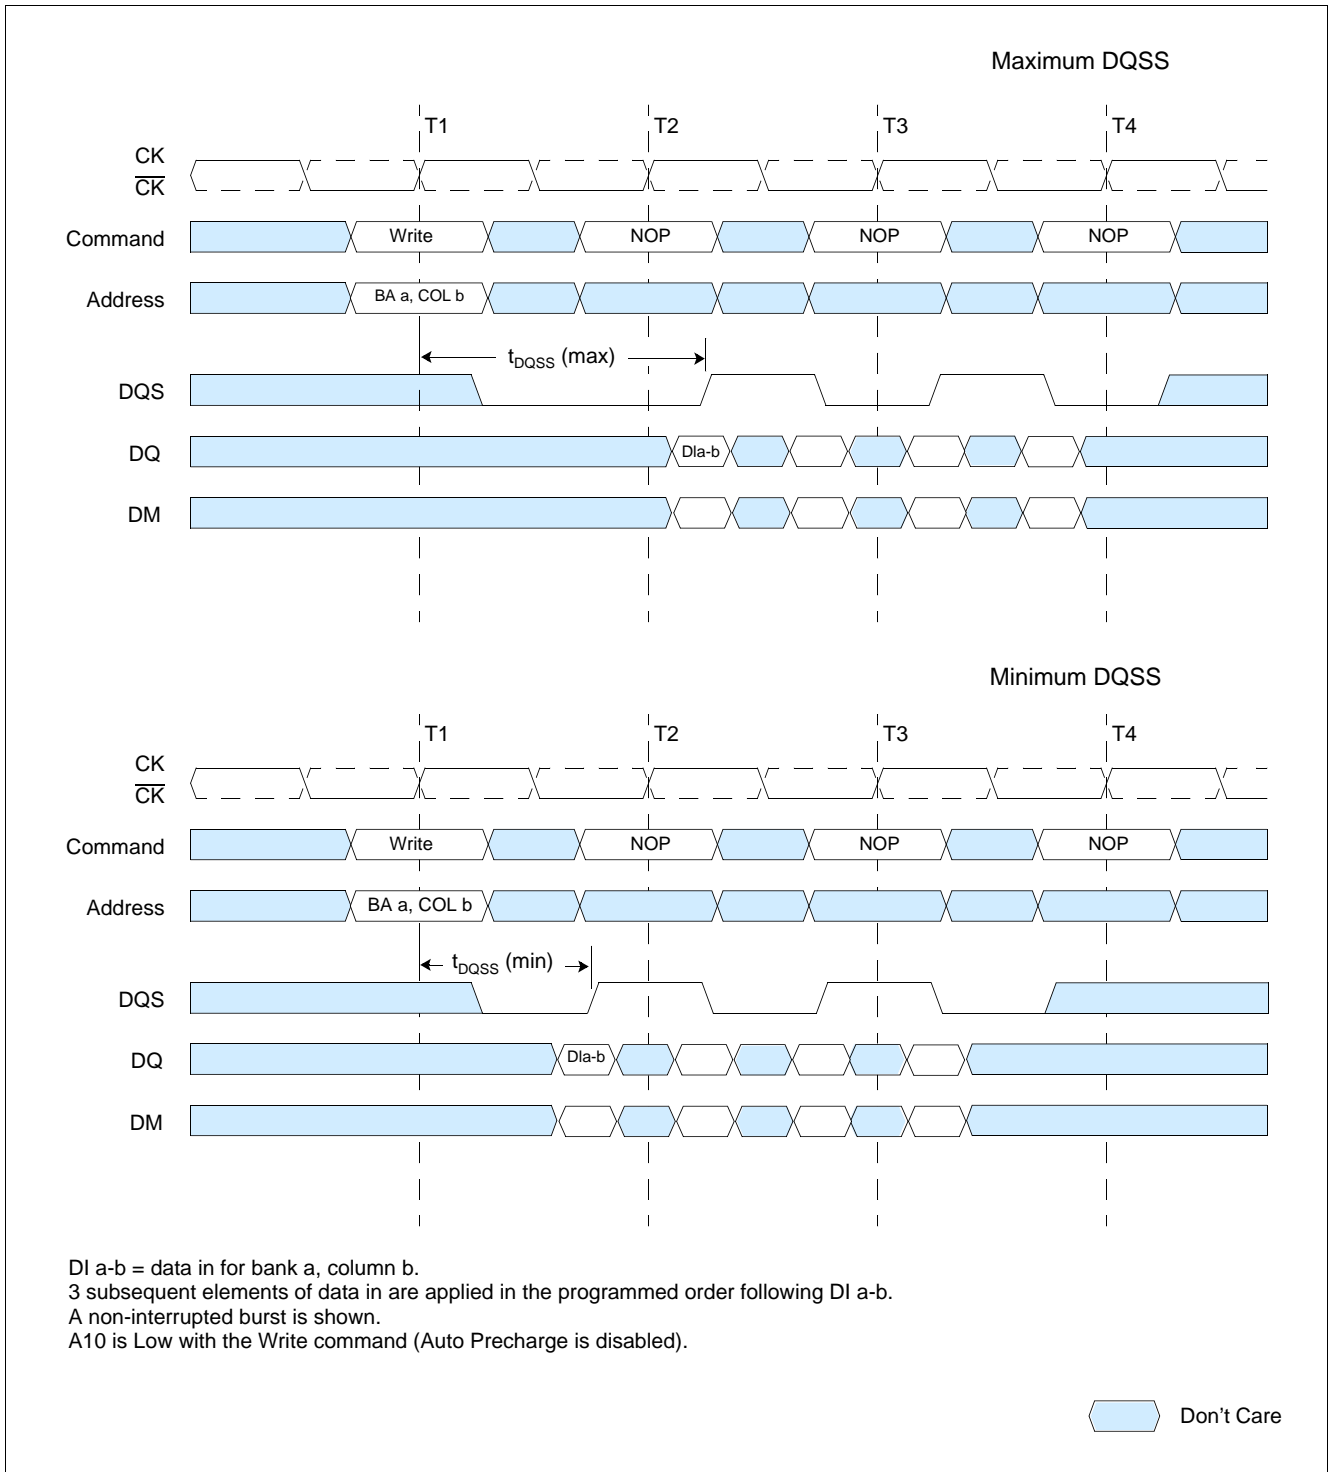 Maximum DQSS
T1 T2 T3 T4
CK
CK
Command Write NOP NOP NOP
Address BA a, COL b
tDQSS (max)
DQS
DQ DIa-b
DM
Minimum DQSS
T1 T2 T3 T4
CK
CK
Command Write NOP NOP NOP
Address BA a, COL b
tDQSS (min)
DQS
DQ DIa-b
DM
DI a-b = data in for bank a, column b.
3 subsequent elements of data in are applied in the programmed order following DI a-b.
A non-interrupted burst is shown.
A10 is Low with the Write command (Auto Precharge is disabled).
Don't Care